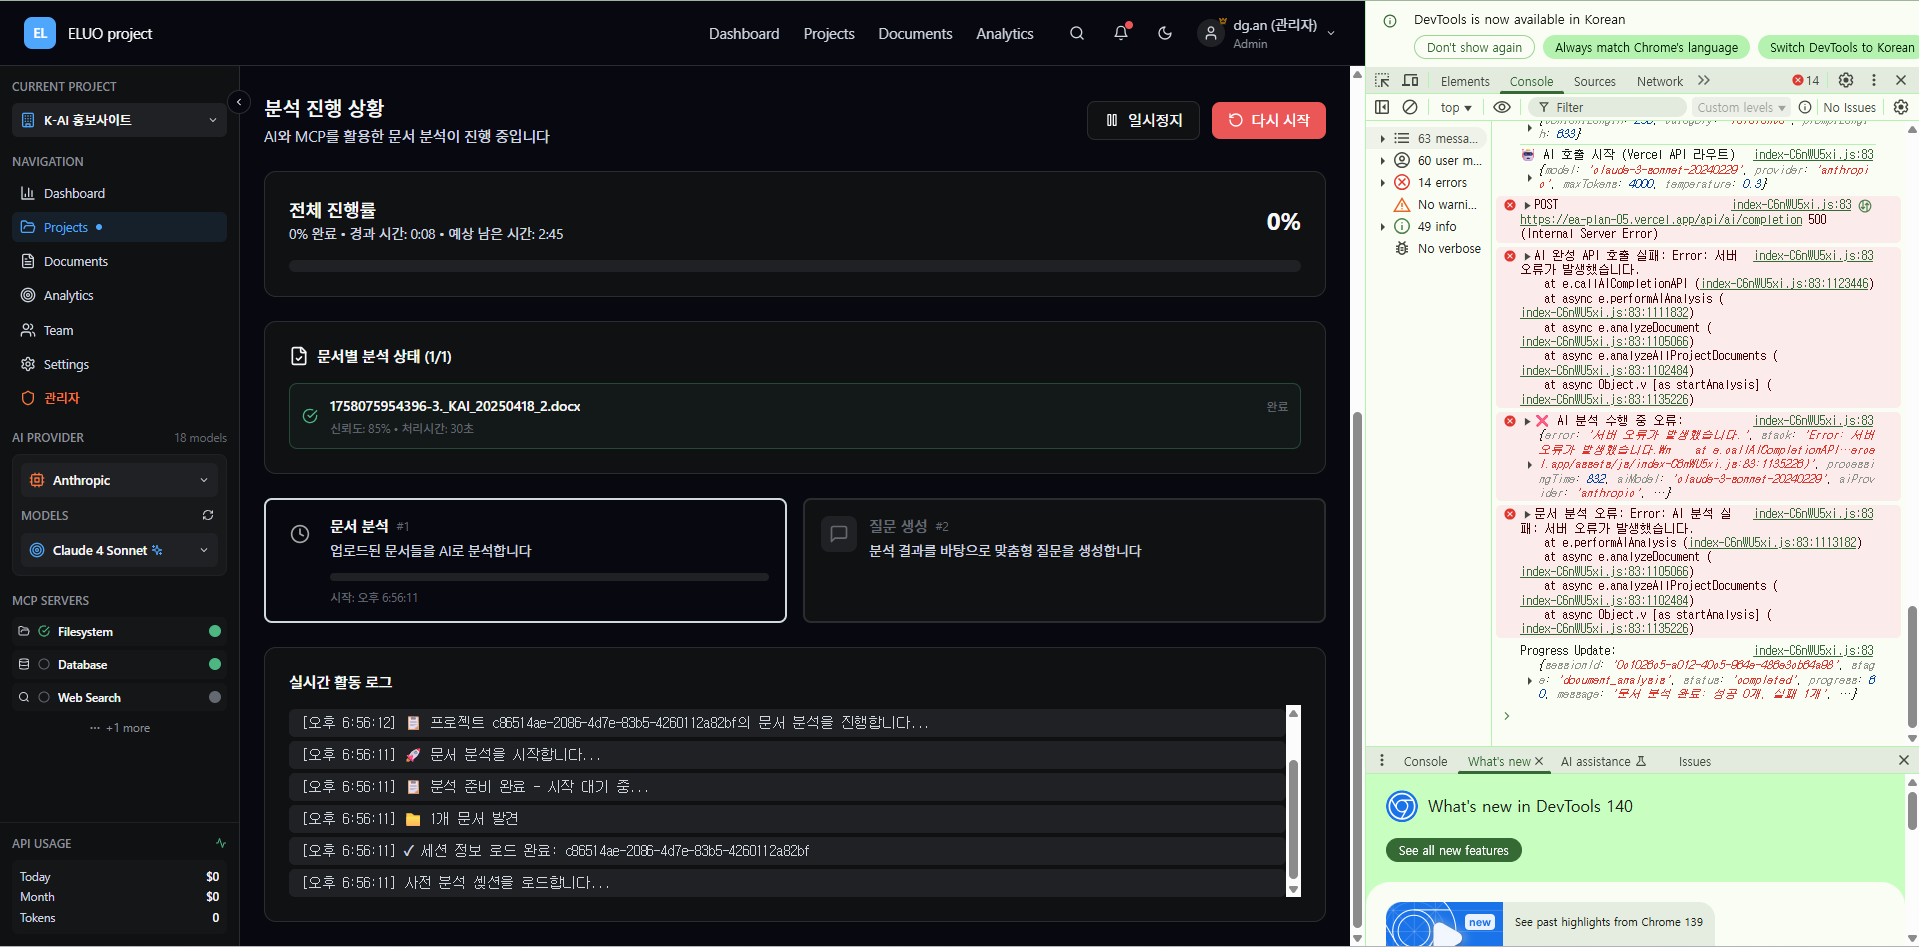 EL ELUO project
Dashboard Projects Documents Analytics
dg.an (관리자)
Admin
CURRENT PROJECT
K-AI 홍보사이트
NAVIGATION
Dashboard
Projects
Documents
Analytics
Team
Settings
관리자
AI PROVIDER 18 models
Anthropic
MODELS
Claude 4 Sonnet
MCP SERVERS
Filesystem
Database
Web Search
··· +1 more
API USAGE
Today $0
Month $0
Tokens 0
분석 진행 상황
AI와 MCP를 활용한 문서 분석이 진행 중입니다
일시정지
다시 시작
전체 진행률
0% 완료 • 경과 시간: 0:08 • 예상 남은 시간: 2:45
0%
문서별 분석 상태 (1/1)
1758075954396-3._KAI_20250418_2.docx
신뢰도: 85% • 처리시간: 30초
완료
문서 분석 #1
업로드된 문서들을 AI로 분석합니다
시작: 오후 6:56:11
질문 생성 #2
분석 결과를 바탕으로 맞춤형 질문을 생성합니다
실시간 활동 로그
[오후 6:56:12] 📋 프로젝트 c86514ae-2086-4d7e-83b5-4260112a82bf의 문서 분석을 진행합니다...
[오후 6:56:11] 🚀 문서 분석을 시작합니다...
[오후 6:56:11] 📋 분석 준비 완료 - 시작 대기 중...
[오후 6:56:11] 📁 1개 문서 발견
[오후 6:56:11] ✓ 세션 정보 로드 완료: c86514ae-2086-4d7e-83b5-4260112a82bf
[오후 6:56:11] 사전 분석 세션을 로드합니다...
DevTools is now available in Korean
Don't show again
Always match Chrome's language
Switch DevTools to Korean
Elements Console Sources Network 14
top Filter Custom levels No Issues
63 messa...
60 user m...
14 errors
No warni...
49 info
No verbose
h: 833}
AI 호출 시작 (Vercel API 라우트) index-C6nWU5xi.js:83
{model: 'claude-3-sonnet-20240229', provider: 'anthropi
c', maxTokens: 4000, temperature: 0.3}
POST index-C6nWU5xi.js:83
https://ea-plan-05.vercel.app/api/ai/completion 500
(Internal Server Error)
AI 완성 API 호출 실패: Error: 서버 index-C6nWU5xi.js:83
오류가 발생했습니다.
at e.callAICompletionAPI (index-C6nWU5xi.js:83:1123446)
at async e.performAIAnalysis (
index-C6nWU5xi.js:83:1111832)
at async e.analyzeDocument (
index-C6nWU5xi.js:83:1105066)
at async e.analyzeAllProjectDocuments (
index-C6nWU5xi.js:83:1102484)
at async Object.v [as startAnalysis] (
index-C6nWU5xi.js:83:1135226)
❌ AI 분석 수행 중 오류: index-C6nWU5xi.js:83
{error: '서버 오류가 발생했습니다.', stack: 'Error: 서버
오류가 발생했습니다.₩n    at e.callAICompletionAPI…erce
l.app/assets/js/index-C6nWU5xi.js:83:1135226)', process
ingTime: 832, aiModel: 'claude-3-sonnet-20240229', aiProv
ider: 'anthropic', …}
문서 분석 오류: Error: AI 분석 실 index-C6nWU5xi.js:83
패: 서버 오류가 발생했습니다.
at e.performAIAnalysis (index-C6nWU5xi.js:83:1113182)
at async e.analyzeDocument (
index-C6nWU5xi.js:83:1105066)
at async e.analyzeAllProjectDocuments (
index-C6nWU5xi.js:83:1102484)
at async Object.v [as startAnalysis] (
index-C6nWU5xi.js:83:1135226)
Progress Update: index-C6nWU5xi.js:83
{sessionId: '0c1026c5-a012-40c5-964e-486e3cb64a98', stag
e: 'document_analysis', status: 'completed', progress: 6
0, message: '문서 분석 완료: 성공 0개, 실패 1개', …}
Console What's new AI assistance Issues
What's new in DevTools 140
See all new features
new
See past highlights from Chrome 139